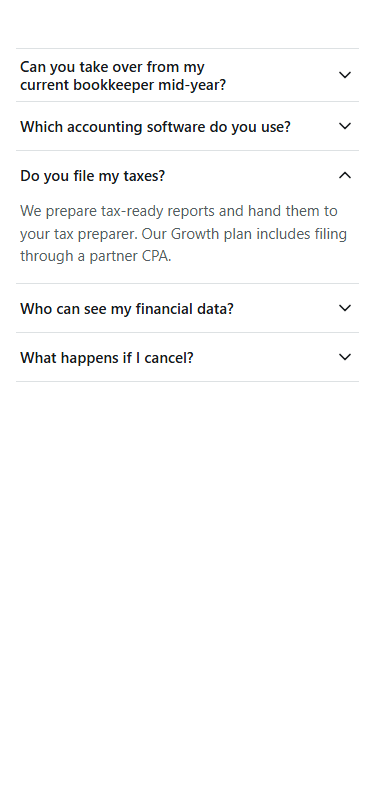 Can you take over from my
current bookkeeper mid-year?
Which accounting software do you use?
Do you file my taxes?
We prepare tax-ready reports and hand them to
your tax preparer. Our Growth plan includes filing
through a partner CPA.
Who can see my financial data?
What happens if I cancel?